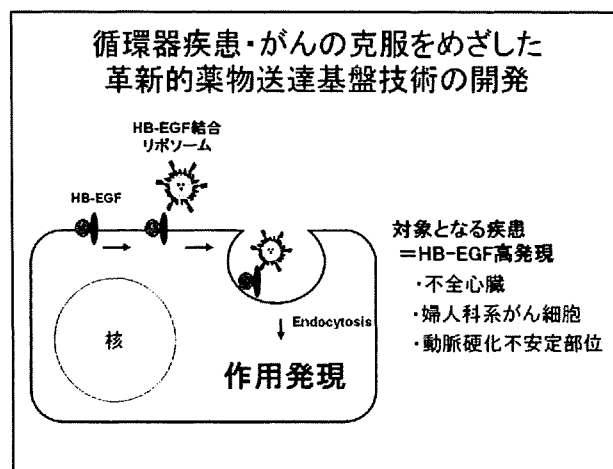 循環器疾患・がんの克服をめざした
革新的薬物送達基盤技術の開発
HB-EGF結合
リポソーム
HB-EGF
対象となる疾患
＝HB-EGF高発現
・不全心臓
・婦人科系がん細胞
・動脈硬化不安定部位
Endocytosis
核
作用発現